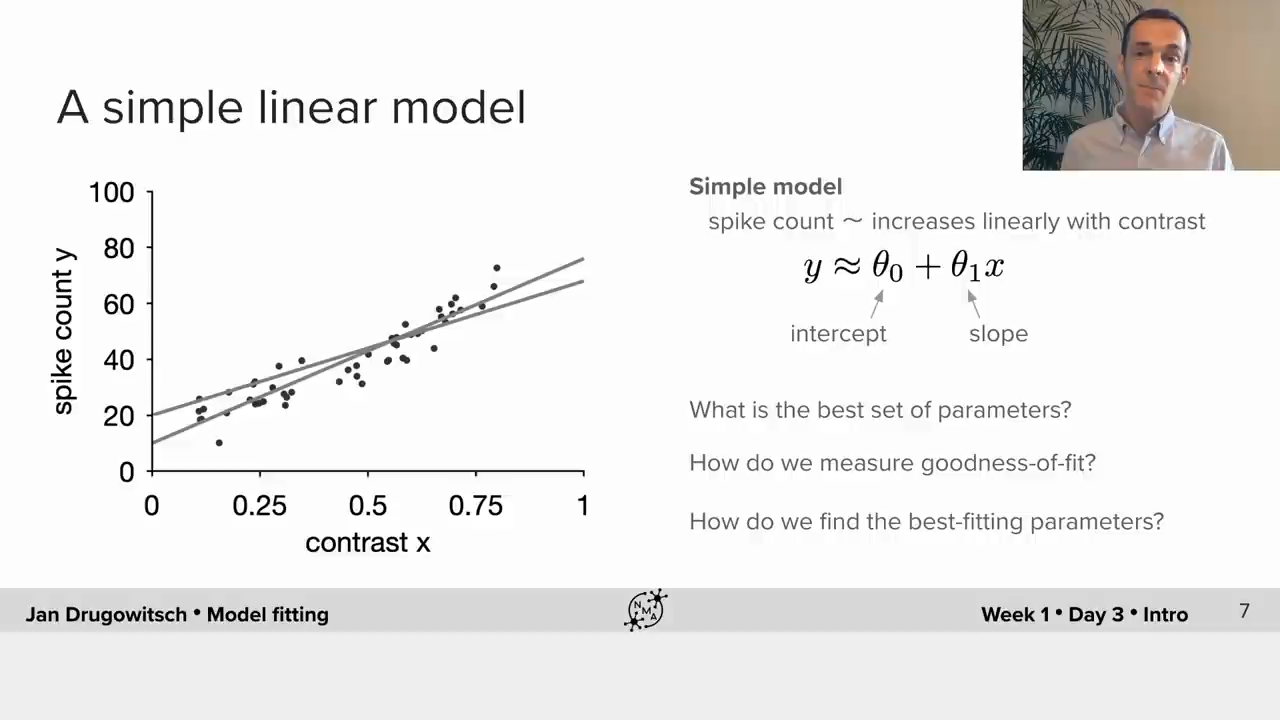 A simple linear model
100
80
60
40
20
0
spike count y
0 0.25 0.5 0.75 1
contrast x
Simple model
spike count ~ increases linearly with contrast
y ≈ θ₀ + θ₁x
intercept slope
What is the best set of parameters?
How do we measure goodness-of-fit?
How do we find the best-fitting parameters?
Jan Drugowitsch • Model fitting
N
M
A
Week 1 • Day 3 • Intro 7